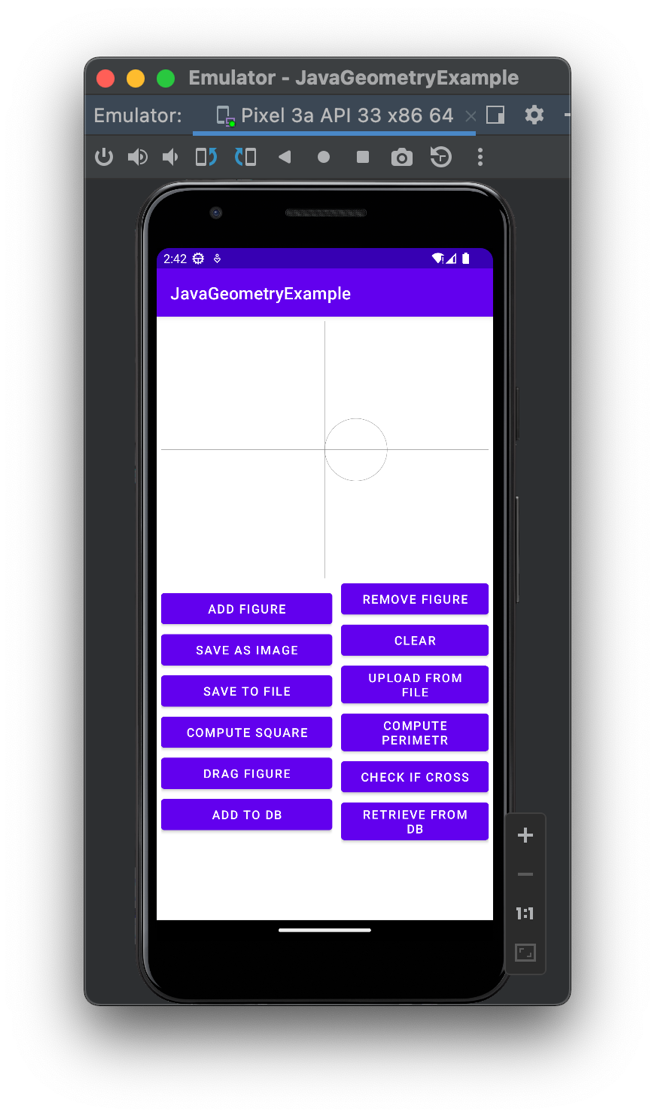 Emulator - JavaGeometryExample
Emulator: Pixel 3a API 33 x86 64
2:42
JavaGeometryExample
REMOVE FIGURE
ADD FIGURE
CLEAR
SAVE AS IMAGE
UPLOAD FROM
FILE
SAVE TO FILE
COMPUTE
PERIMETR
COMPUTE SQUARE
CHECK IF CROSS
DRAG FIGURE
RETRIEVE FROM
DB
ADD TO DB
1:1